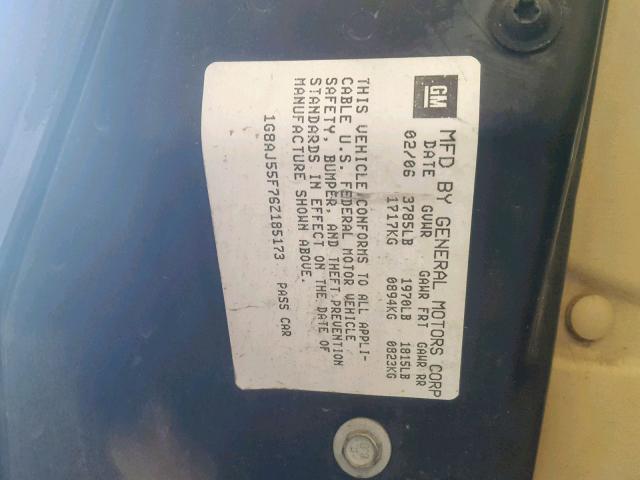 GM
MFD BY GENERAL MOTORS CORP
DATE GVWR GAWR FRT GAWR RR
02/06 3785LB 1970LB 1815LB
1717KG 0894KG 0823KG
THIS VEHICLE CONFORMS TO ALL APPLI-
CABLE U.S. FEDERAL MOTOR VEHICLE
SAFETY, BUMPER, AND THEFT PREVENTION
STANDARDS IN EFFECT ON THE DATE OF
MANUFACTURE SHOWN ABOVE.
1G8AJ55F76Z185173 PASS CAR